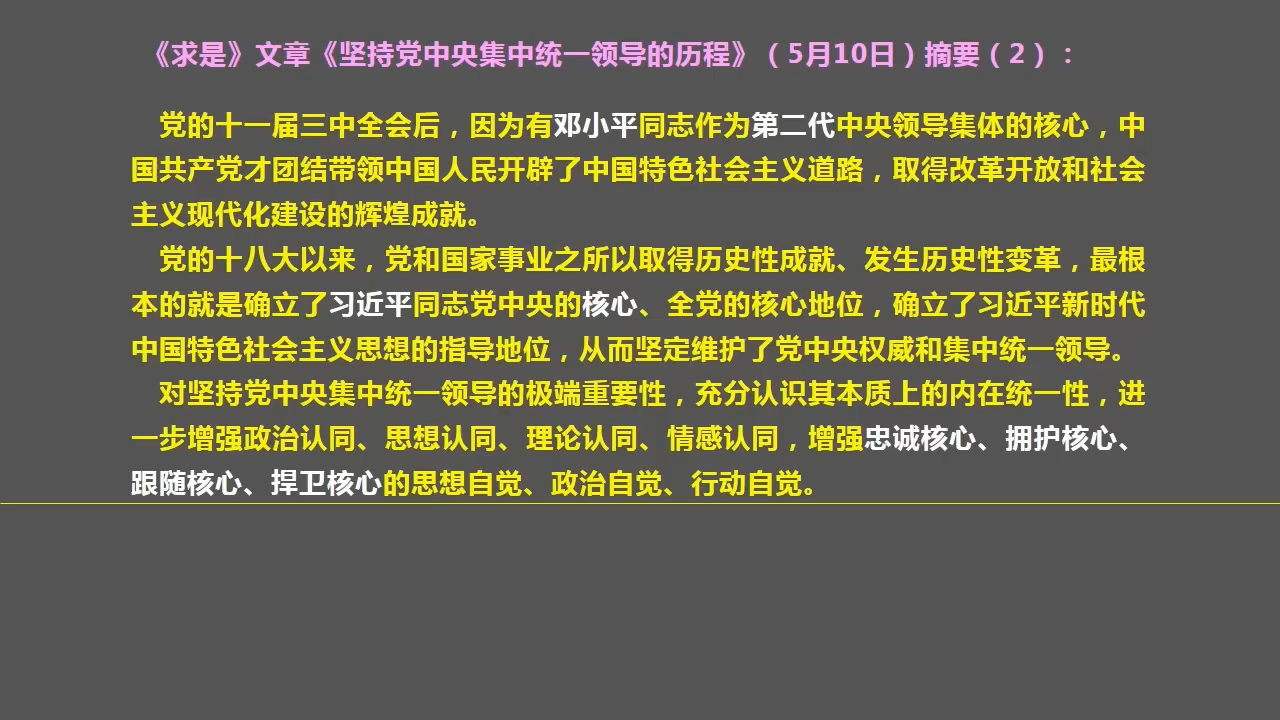 《求是》文章《坚持党中央集中统一领导的历程》（5月10日）摘要（2）：
党的十一届三中全会后，因为有邓小平同志作为第二代中央领导集体的核心，中
国共产党才团结带领中国人民开辟了中国特色社会主义道路，取得改革开放和社会
主义现代化建设的辉煌成就。
党的十八大以来，党和国家事业之所以取得历史性成就、发生历史性变革，最根
本的就是确立了习近平同志党中央的核心、全党的核心地位，确立了习近平新时代
中国特色社会主义思想的指导地位，从而坚定维护了党中央权威和集中统一领导。
对坚持党中央集中统一领导的极端重要性，充分认识其本质上的内在统一性，进
一步增强政治认同、思想认同、理论认同、情感认同，增强忠诚核心、拥护核心、
跟随核心、捍卫核心的思想自觉、政治自觉、行动自觉。